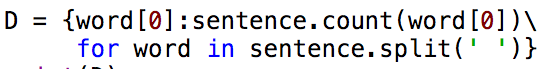 D = {word[0]:sentence.count(word[0])\
for word in sentence.split(' ')}